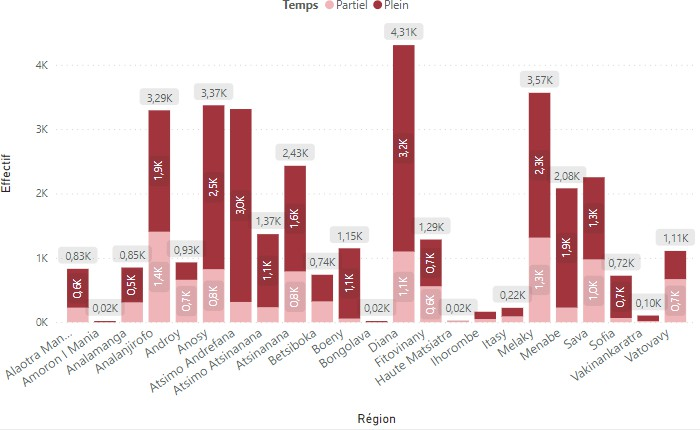 Temps Partiel Plein
Effectif
4K
3K
2K
1K
0K
0,83K
0,02K
0,85K
3,29K
0,93K
3,37K
1,37K
2,43K
0,74K
1,15K
0,02K
4,31K
1,29K
0,02K
0,22K
3,57K
2,08K
0,72K
0,10K
1,11K
0,6K
0,5K
1,9K
1,4K
0,7K
2,5K
0,8K
3,0K
1,1K
1,6K
0,8K
1,1K
3,2K
1,1K
0,7K
0,6K
2,3K
1,3K
1,9K
1,3K
1,0K
0,7K
0,7K
Alaotra Man...
Amoron I Mania
Analamanga
Analanjirofo
Androy
Anosy
Atsimo Andrefana
Atsimo Atsinanana
Atsinanana
Betsiboka
Boeny
Bongolava
Diana
Fitovinany
Haute Matsiatra
Ihorombe
Itasy
Melaky
Menabe
Sava
Sofia
Vakinankaratra
Vatovavy
Région